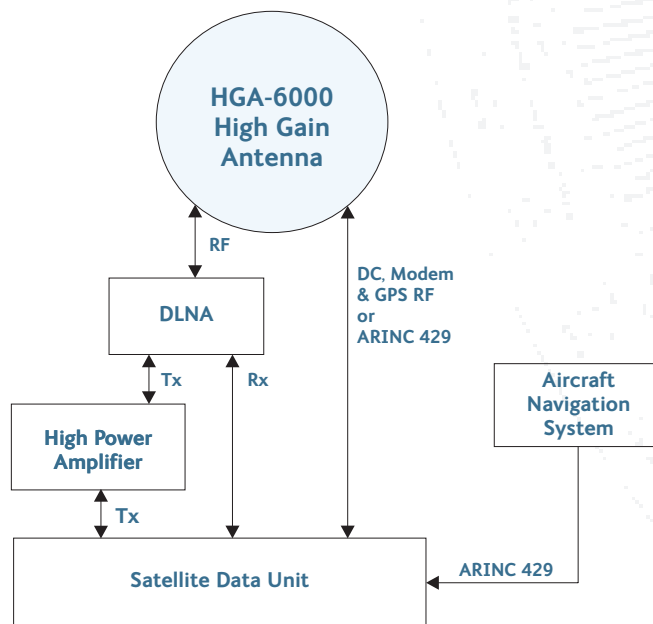 HGA-6000
High Gain
Antenna
RF
DC, Modem
& GPS RF
or
ARINC 429
DLNA
Tx
Rx
Aircraft
Navigation
System
High Power
Amplifier
Tx
ARINC 429
Satellite Data Unit